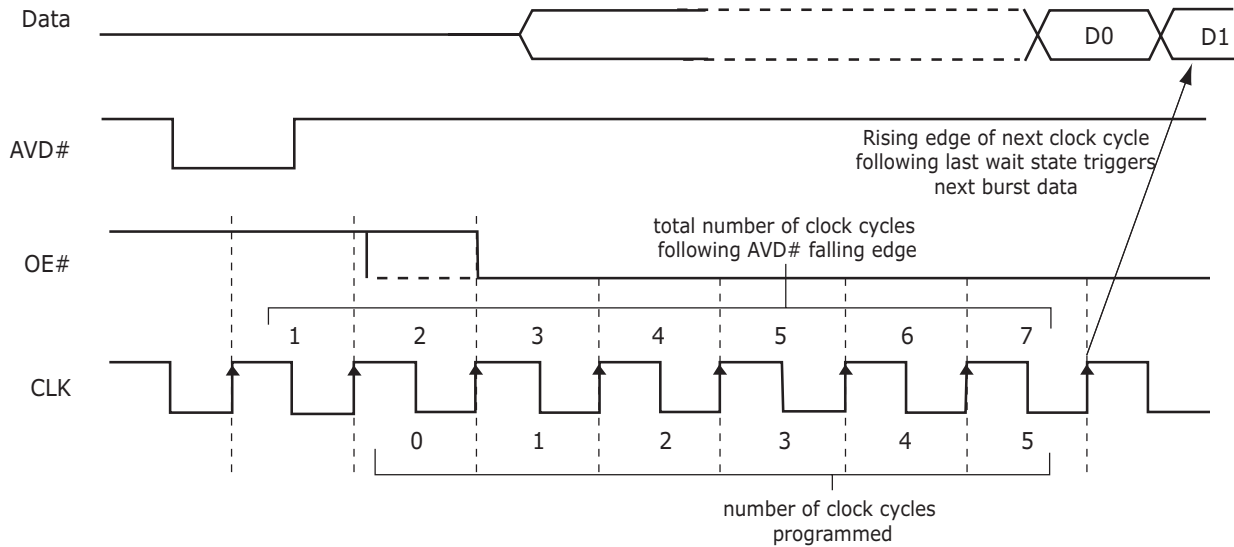 Data
D0
D1
AVD#
Rising edge of next clock cycle
following last wait state triggers
next burst data
total number of clock cycles
following AVD# falling edge
OE#
1 2 3 4 5 6 7
CLK
0 1 2 3 4 5
number of clock cycles
programmed